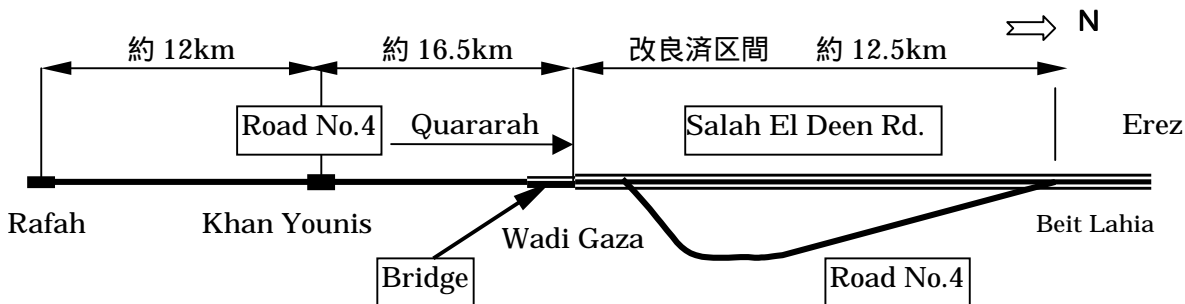 N
約 12km
約 16.5km
改良済区間 約 12.5km
Road No.4
Quararah
Salah El Deen Rd.
Erez
Rafah
Khan Younis
Wadi Gaza
Beit Lahia
Bridge
Road No.4